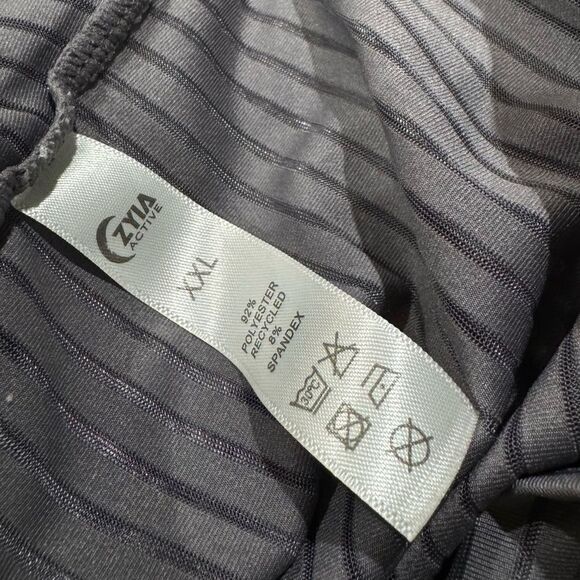 ZYIA
ACTIVE
XXL
92%
POLYESTER
RECYCLED
8%
SPANDEX
30°C